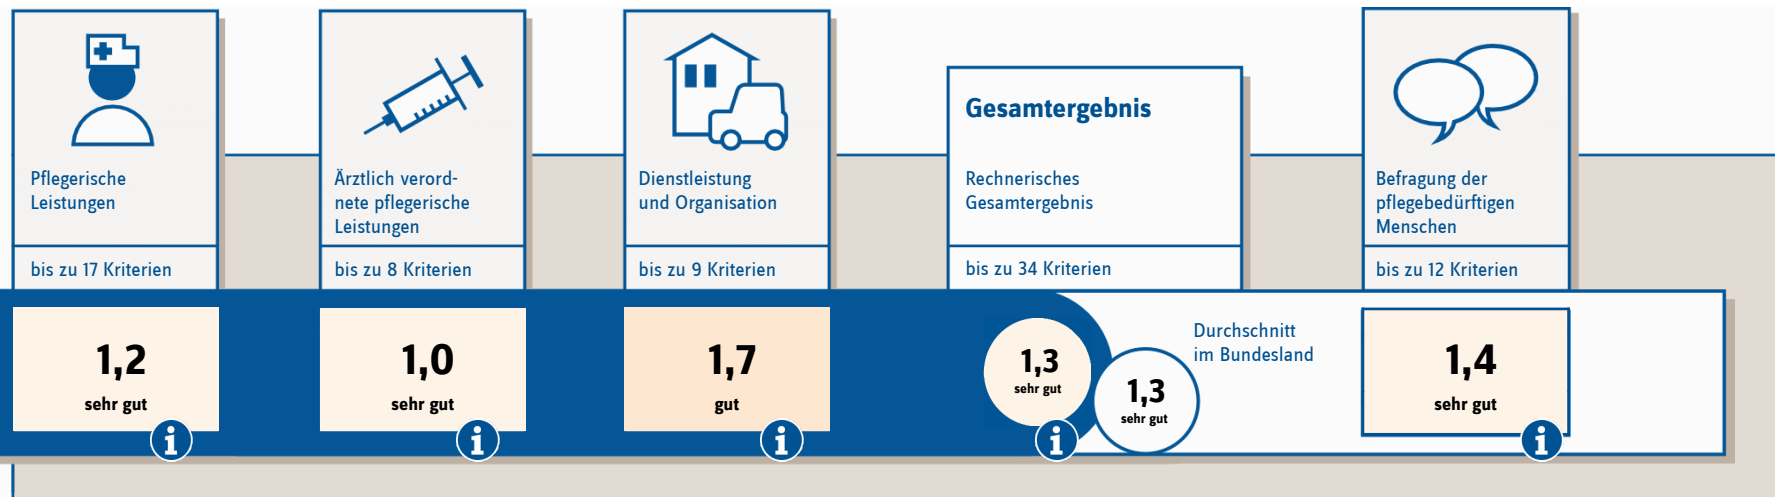 Pflegerische
Leistungen
bis zu 17 Kriterien
1,2
sehr gut
i
Ärztlich verord-
nete pflegerische
Leistungen
bis zu 8 Kriterien
1,0
sehr gut
i
Dienstleistung
und Organisation
bis zu 9 Kriterien
1,7
gut
i
Gesamtergebnis
Rechnerisches
Gesamtergebnis
bis zu 34 Kriterien
1,3
sehr gut
i
Durchschnitt
im Bundesland
1,3
sehr gut
Befragung der
pflegebedürftigen
Menschen
bis zu 12 Kriterien
1,4
sehr gut
i